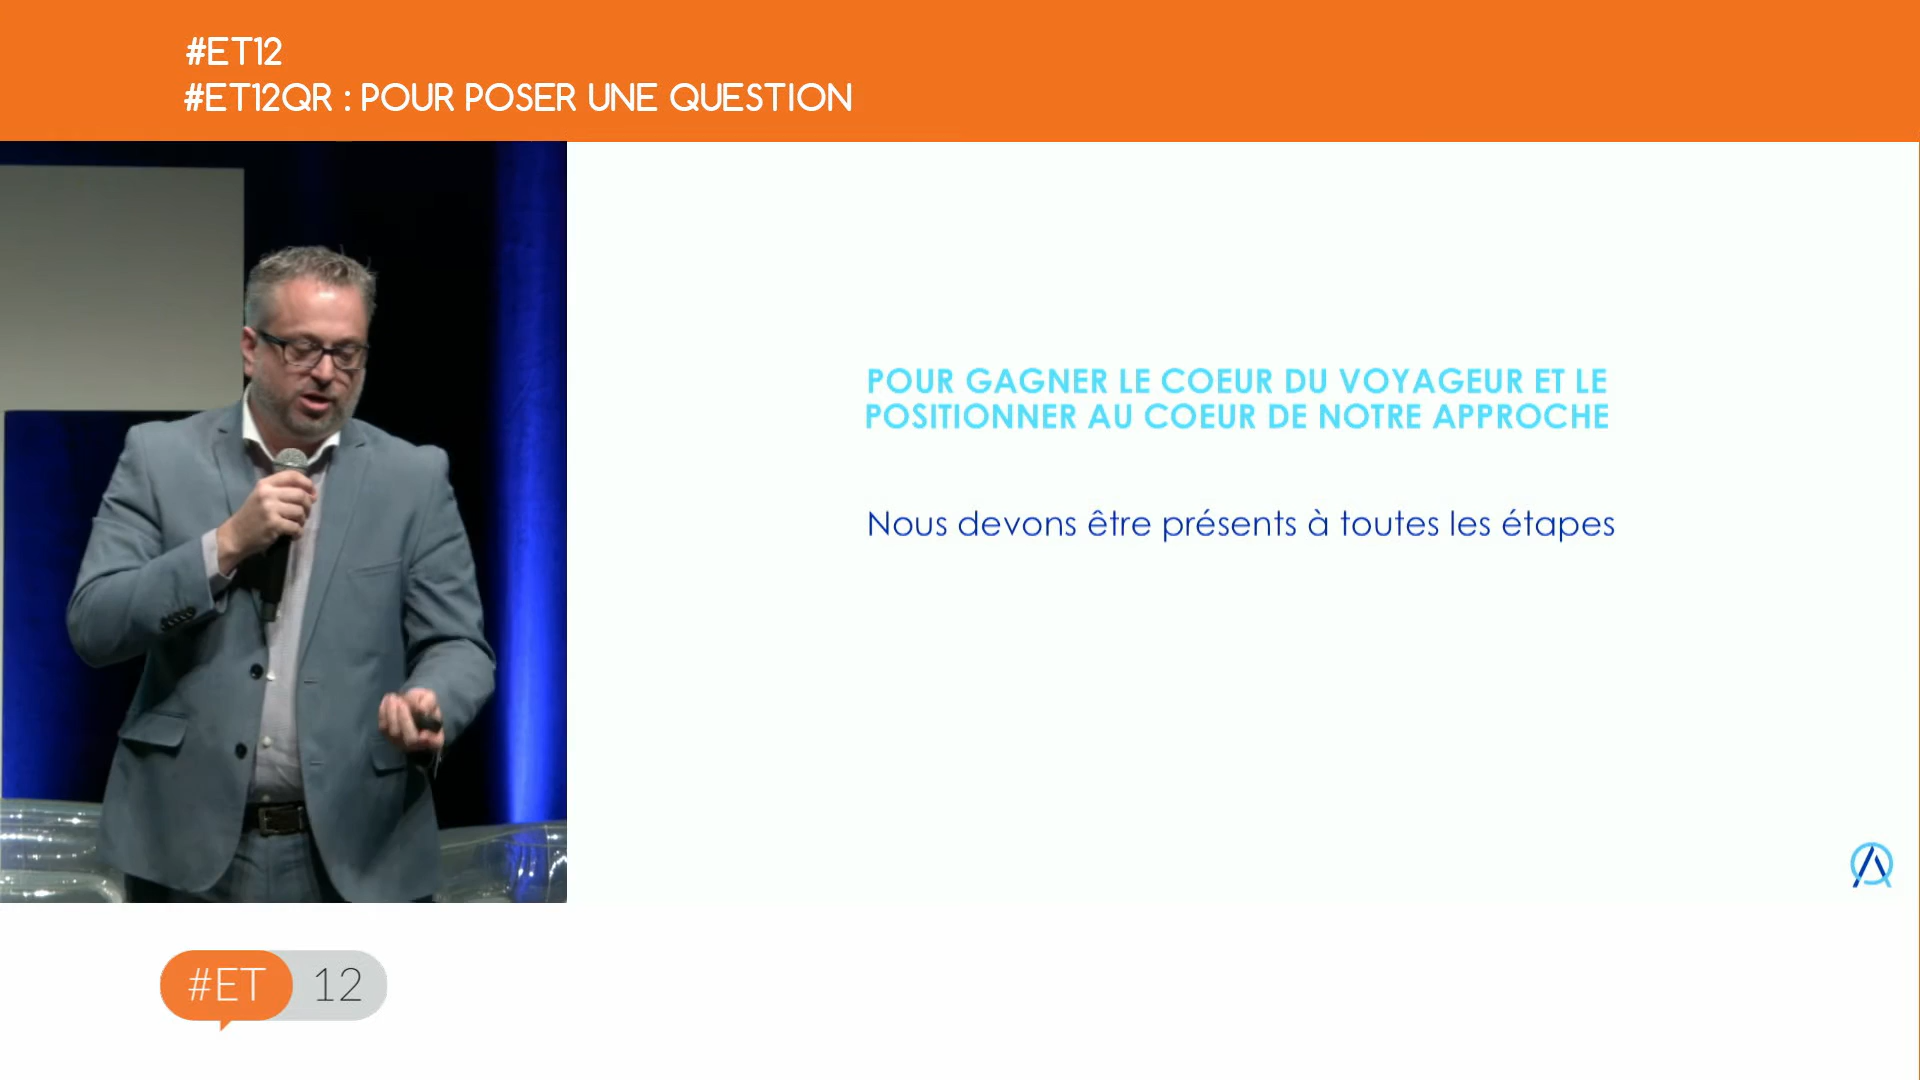 #ET12
#ET12QR : POUR POSER UNE QUESTION
POUR GAGNER LE COEUR DU VOYAGEUR ET LE
POSITIONNER AU COEUR DE NOTRE APPROCHE
Nous devons être présents à toutes les étapes
#ET 12